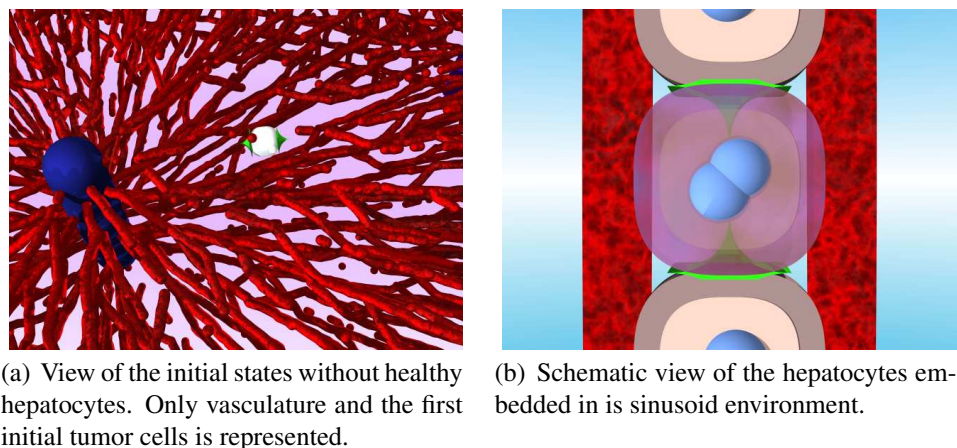 (a) View of the initial states without healthy
hepatocytes. Only vasculature and the first
initial tumor cells is represented.
(b) Schematic view of the hepatocytes em-
bedded in is sinusoid environment.